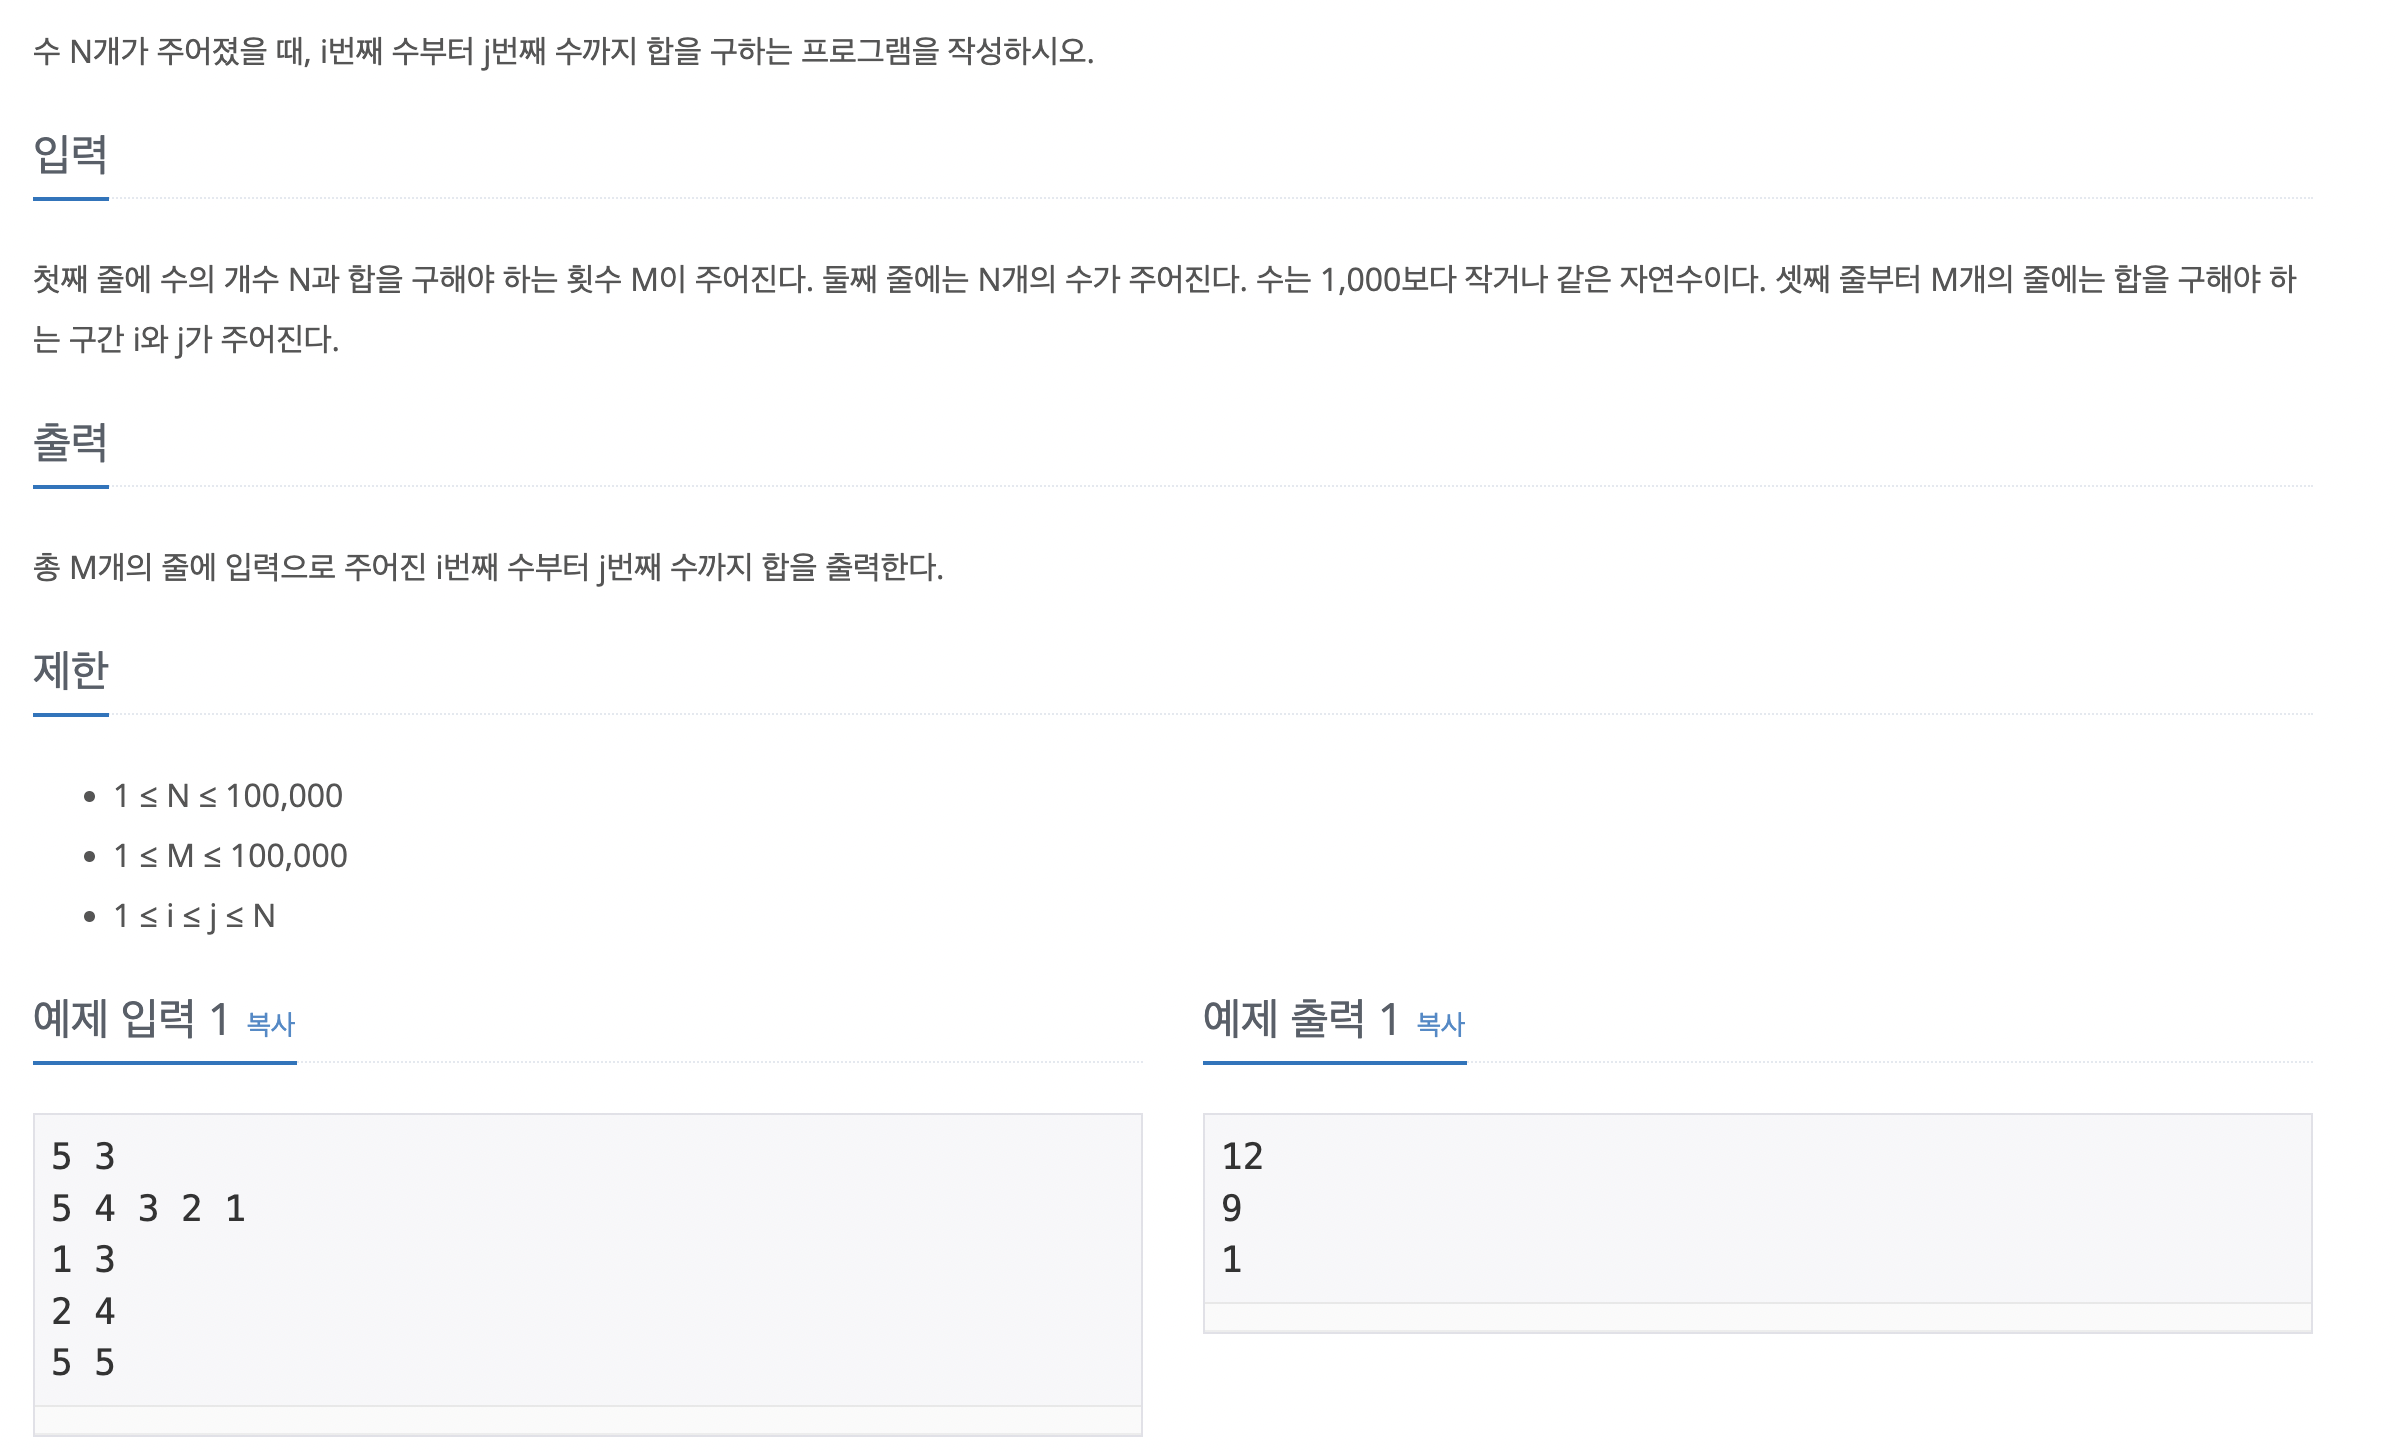 수 N개가 주어졌을 때, i번째 수부터 j번째 수까지 합을 구하는 프로그램을 작성하시오.
입력
첫째 줄에 수의 개수 N과 합을 구해야 하는 횟수 M이 주어진다. 둘째 줄에는 N개의 수가 주어진다. 수는 1,000보다 작거나 같은 자연수이다. 셋째 줄부터 M개의 줄에는 합을 구해야 하
는 구간 i와 j가 주어진다.
출력
총 M개의 줄에 입력으로 주어진 i번째 수부터 j번째 수까지 합을 출력한다.
제한
• 1 ≤ N ≤ 100,000
• 1 ≤ M ≤ 100,000
• 1 ≤ i ≤ j ≤ N
예제 입력 1 복사
5 3
5 4 3 2 1
1 3
2 4
5 5
예제 출력 1 복사
12
9
1